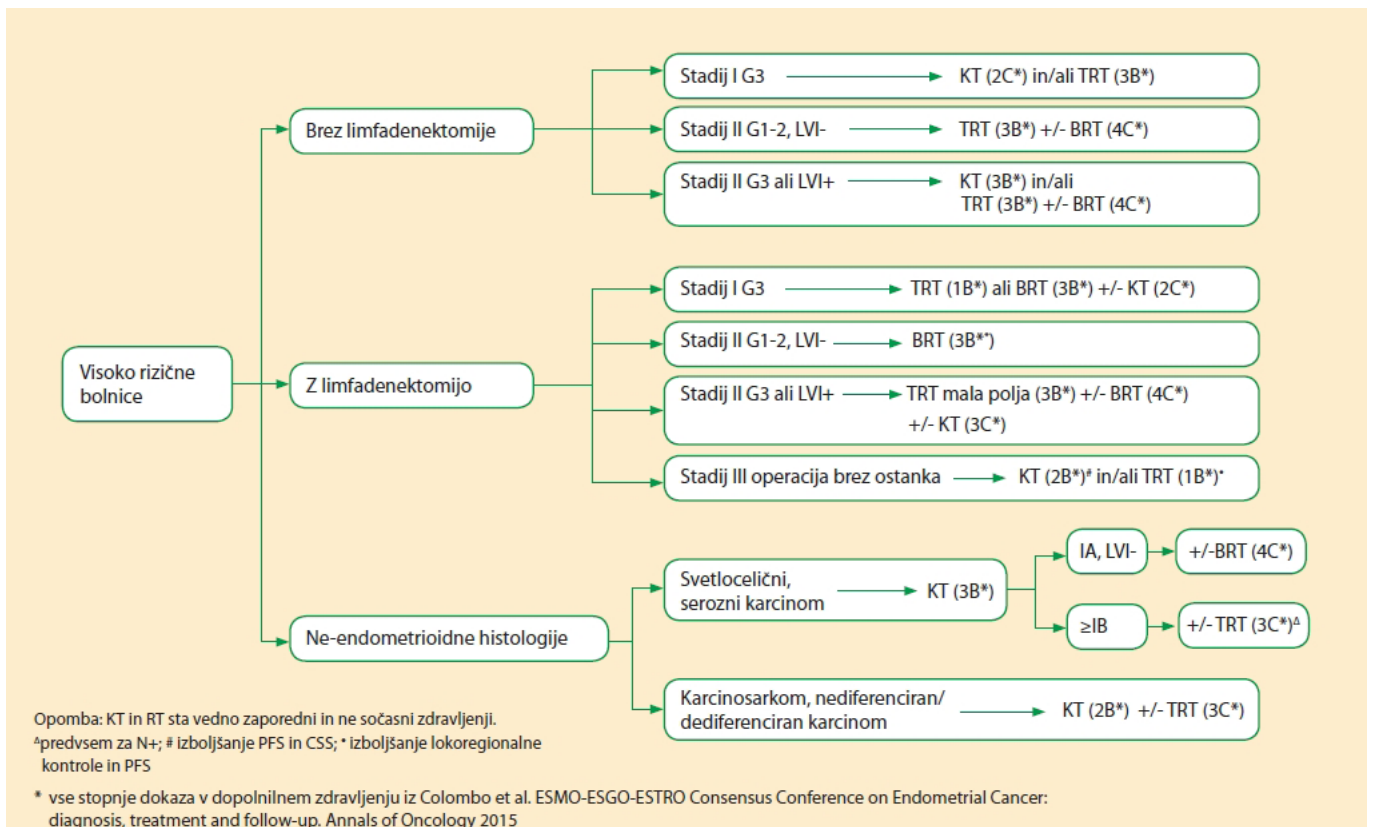 Visoko rizične
bolnice
Brez limfadenektomije
Stadij I G3 KT (2C*) in/ali TRT (3B*)
Stadij II G1-2, LVI- TRT (3B*) +/- BRT (4C*)
Stadij II G3 ali LVI+ KT (3B*) in/ali
TRT (3B*) +/- BRT (4C*)
Z limfadenektomijo
Stadij I G3 TRT (1B*) ali BRT (3B*) +/- KT (2C*)
Stadij II G1-2, LVI- BRT (3B*•)
Stadij II G3 ali LVI+ TRT mala polja (3B*) +/- BRT (4C*)
+/- KT (3C*)
Stadij III operacija brez ostanka KT (2B*)# in/ali TRT (1B*)•
Ne-endometrioidne histologije
Svetlocelični,
serozni karcinom KT (3B*)
IA, LVI- +/-BRT (4C*)
≥IB +/- TRT (3C*)Δ
Karcinosarkom, nediferenciran/
dediferenciran karcinom KT (2B*) +/- TRT (3C*)
Opomba: KT in RT sta vedno zaporedni in ne sočasni zdravljenji.
Δpredvsem za N+; # izboljšanje PFS in CSS; • izboljšanje lokoregionalne
kontrole in PFS
* vse stopnje dokaza v dopolnilnem zdravljenju iz Colombo et al. ESMO-ESGO-ESTRO Consensus Conference on Endometrial Cancer:
diagnosis, treatment and follow-up. Annals of Oncology 2015